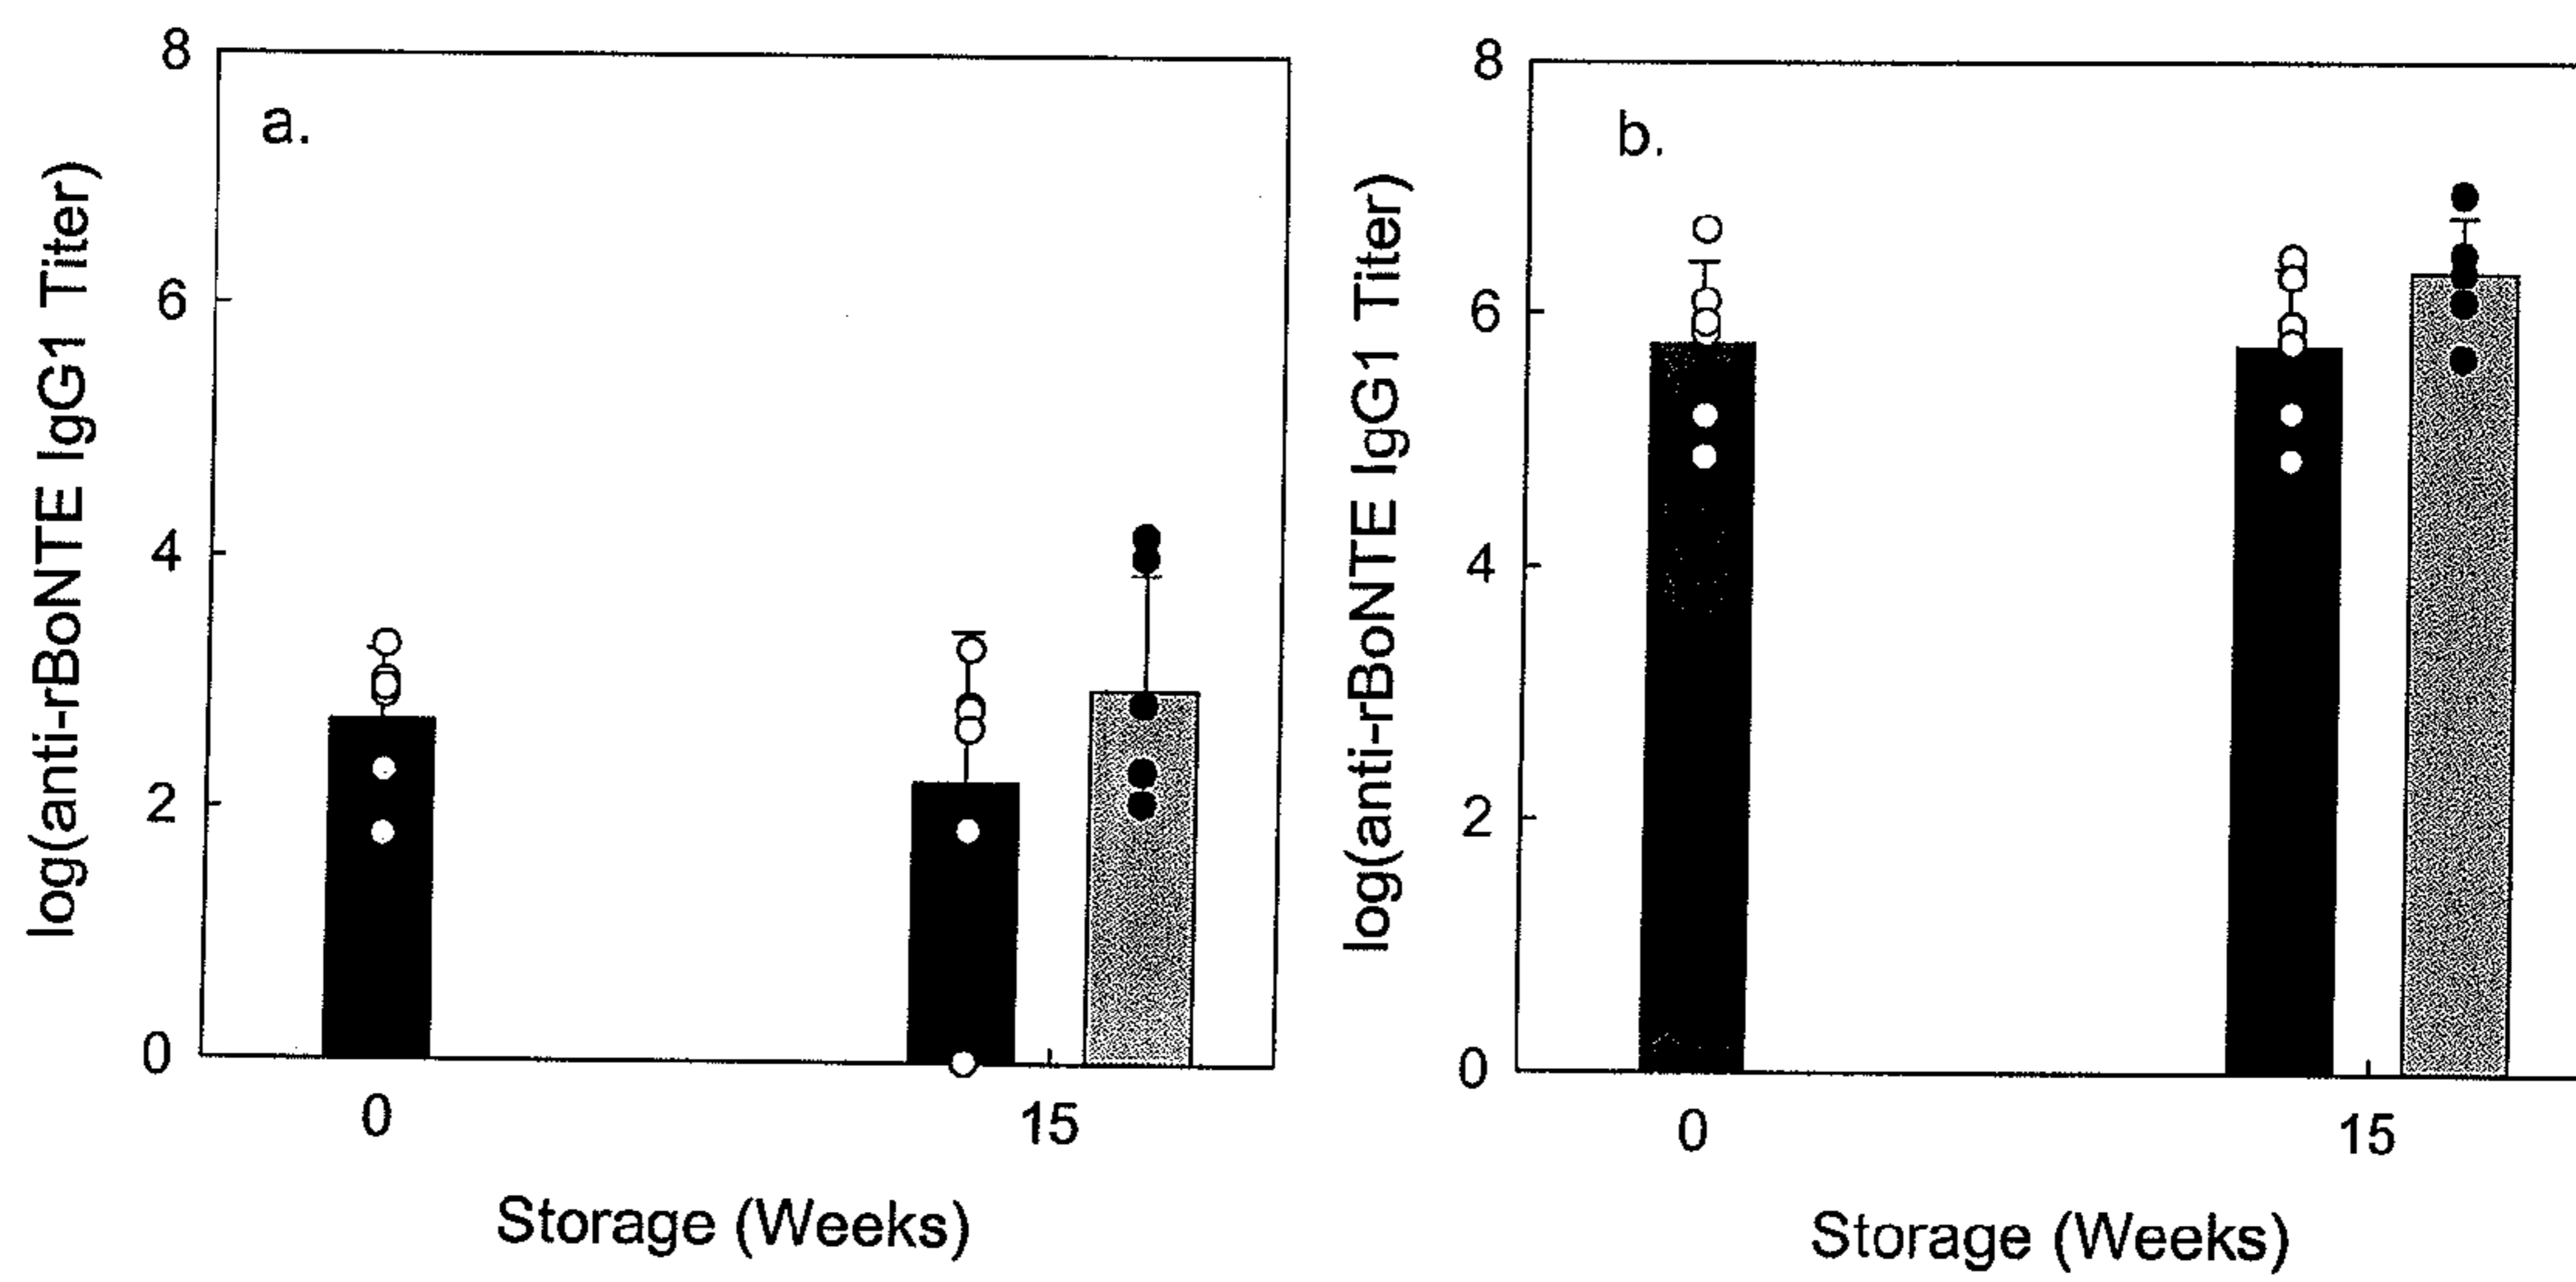 a.
log(anti-rBoNTE IgG1 Titer)
8
6
4
2
0
0
15
Storage (Weeks)
b.
log(anti-rBoNTE IgG1 Titer)
8
6
4
2
0
0
15
Storage (Weeks)